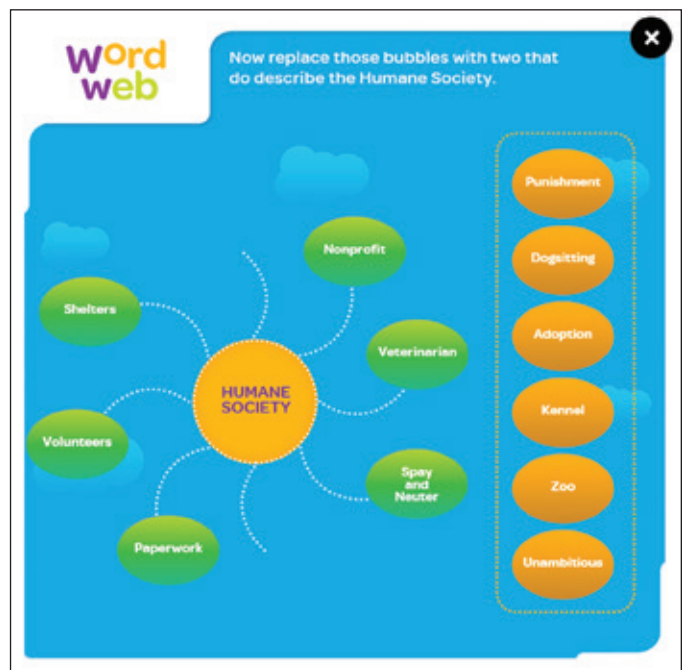 word
web
Now replace those bubbles with two that
do describe the Humane Society.
Nonprofit
Shelters
Veterinarian
HUMANE
SOCIETY
Volunteers
Spay
and
Neuter
Paperwork
Punishment
Dogsitting
Adoption
Kennel
Zoo
Unambitious